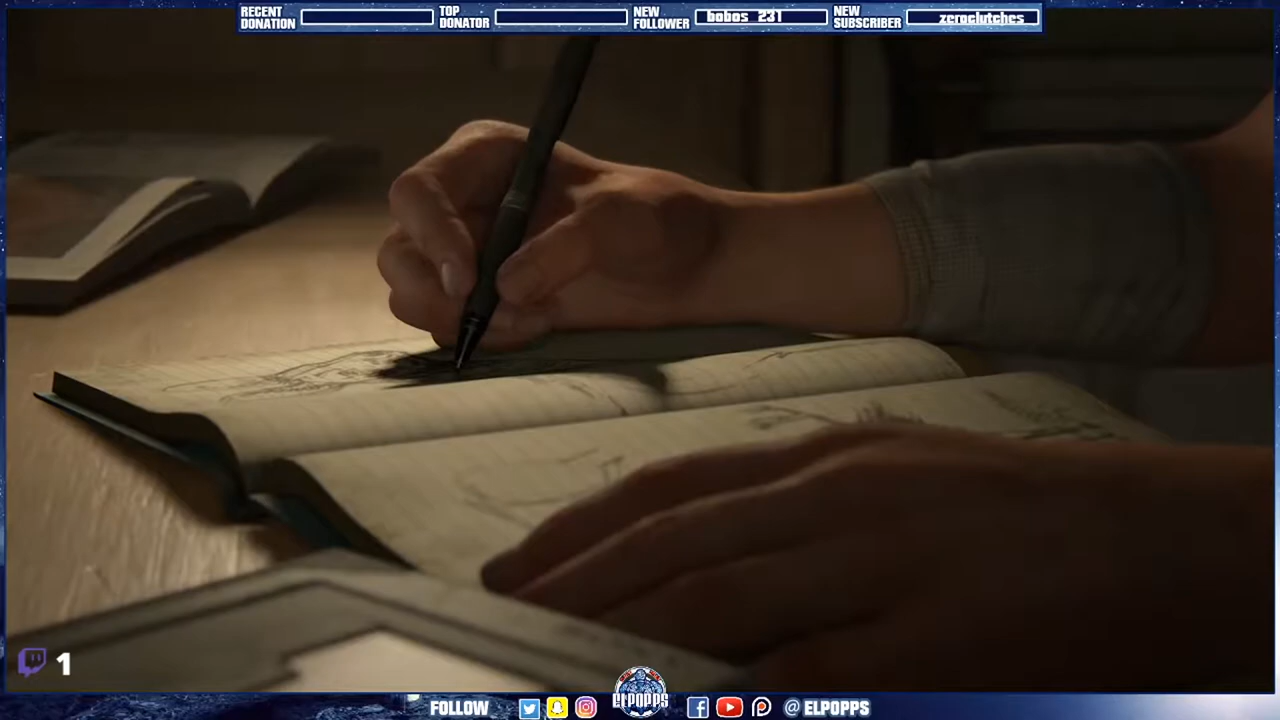 RECENT DONATION
TOP DONATOR
NEW FOLLOWER bobos_231
NEW SUBSCRIBER zeroclutches
1
ELPOPPS
FOLLOW @ELPOPPS